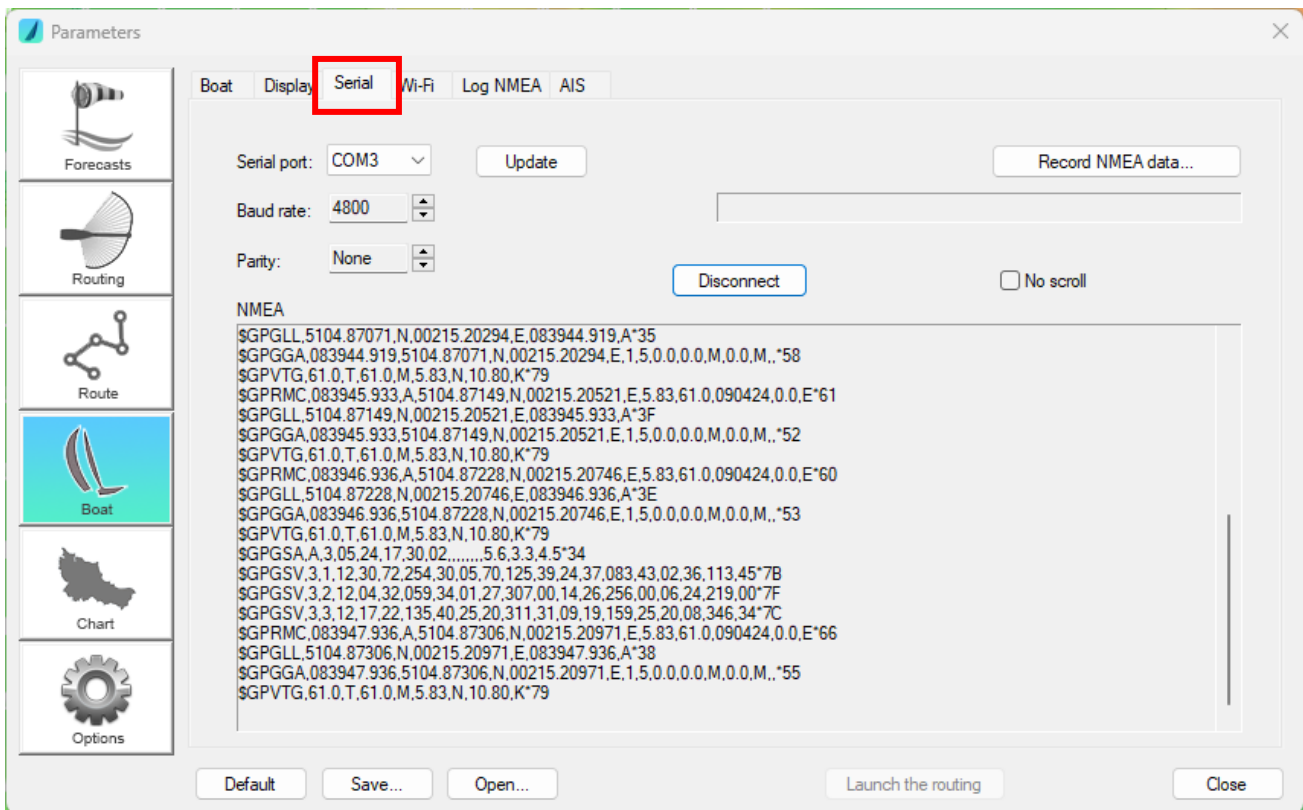 Parameters
Forecasts
Routing
Route
Boat
Chart
Options
Boat Display Serial Wi-Fi Log NMEA AIS
Serial port: COM3 Update Record NMEA data...
Baud rate: 4800
Parity: None
Disconnect No scroll
NMEA
$GPGLL,5104.87071,N,00215.20294,E,083944.919,A*35
$GPGGA,083944.919,5104.87071,N,00215.20294,E,1,5,0.0,0.0,M,0.0,M,,*58
$GPVTG,61.0,T,61.0,M,5.83,N,10.80,K*79
$GPRMC,083945.933,A,5104.87149,N,00215.20521,E,5.83,61.0,090424,0.0,E*61
$GPGLL,5104.87149,N,00215.20521,E,083945.933,A*3F
$GPGGA,083945.933,5104.87149,N,00215.20521,E,1,5,0.0,0.0,M,0.0,M,,*52
$GPVTG,61.0,T,61.0,M,5.83,N,10.80,K*79
$GPRMC,083946.936,A,5104.87228,N,00215.20746,E,5.83,61.0,090424,0.0,E*60
$GPGLL,5104.87228,N,00215.20746,E,083946.936,A*3E
$GPGGA,083946.936,5104.87228,N,00215.20746,E,1,5,0.0,0.0,M,0.0,M,,*53
$GPVTG,61.0,T,61.0,M,5.83,N,10.80,K*79
$GPGSA,A,3,05,24,17,30,02,,,,,,,,5.6,3.3,4.5*34
$GPGSV,3,1,12,30,72,254,30,05,70,125,39,24,37,083,43,02,36,113,45*7B
$GPGSV,3,2,12,04,32,059,34,01,27,307,00,14,26,256,00,06,24,219,00*7F
$GPGSV,3,3,12,17,22,135,40,25,20,311,31,09,19,159,25,20,08,346,34*7C
$GPRMC,083947.936,A,5104.87306,N,00215.20971,E,5.83,61.0,090424,0.0,E*66
$GPGLL,5104.87306,N,00215.20971,E,083947.936,A*38
$GPGGA,083947.936,5104.87306,N,00215.20971,E,1,5,0.0,0.0,M,0.0,M,,*55
$GPVTG,61.0,T,61.0,M,5.83,N,10.80,K*79
Default Save... Open... Launch the routing Close